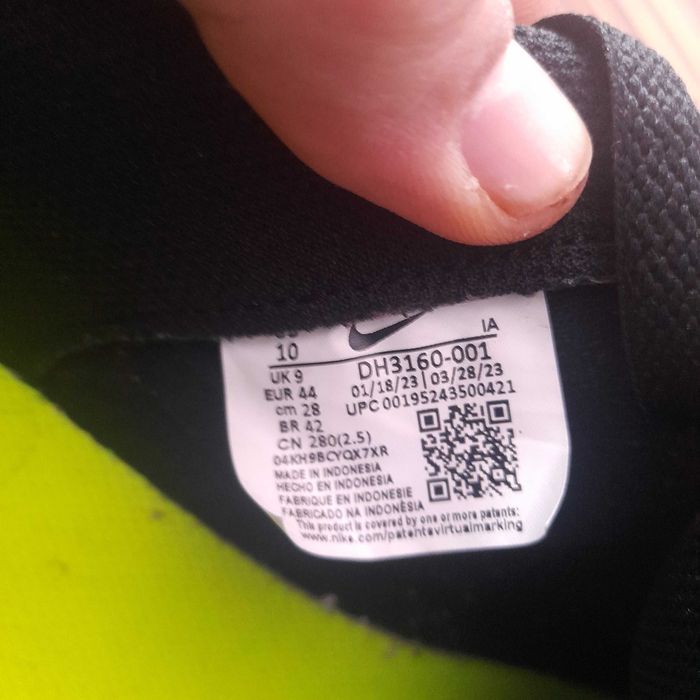 10
IA
UK 9
EUR 44
cm 28
BR 42
CN 280(2.5)
04KH9BCYQX7XR
DH3160-001
01/18/23 | 03/28/23
UPC 00195243500421
MADE IN INDONESIA
HECHO EN INDONESIA
FABRIQUE EN INDONESIE
FABRICADO NA INDONÉSIA
This product is covered by one or more patents:
www.nike.com/patentsvirtualmarking